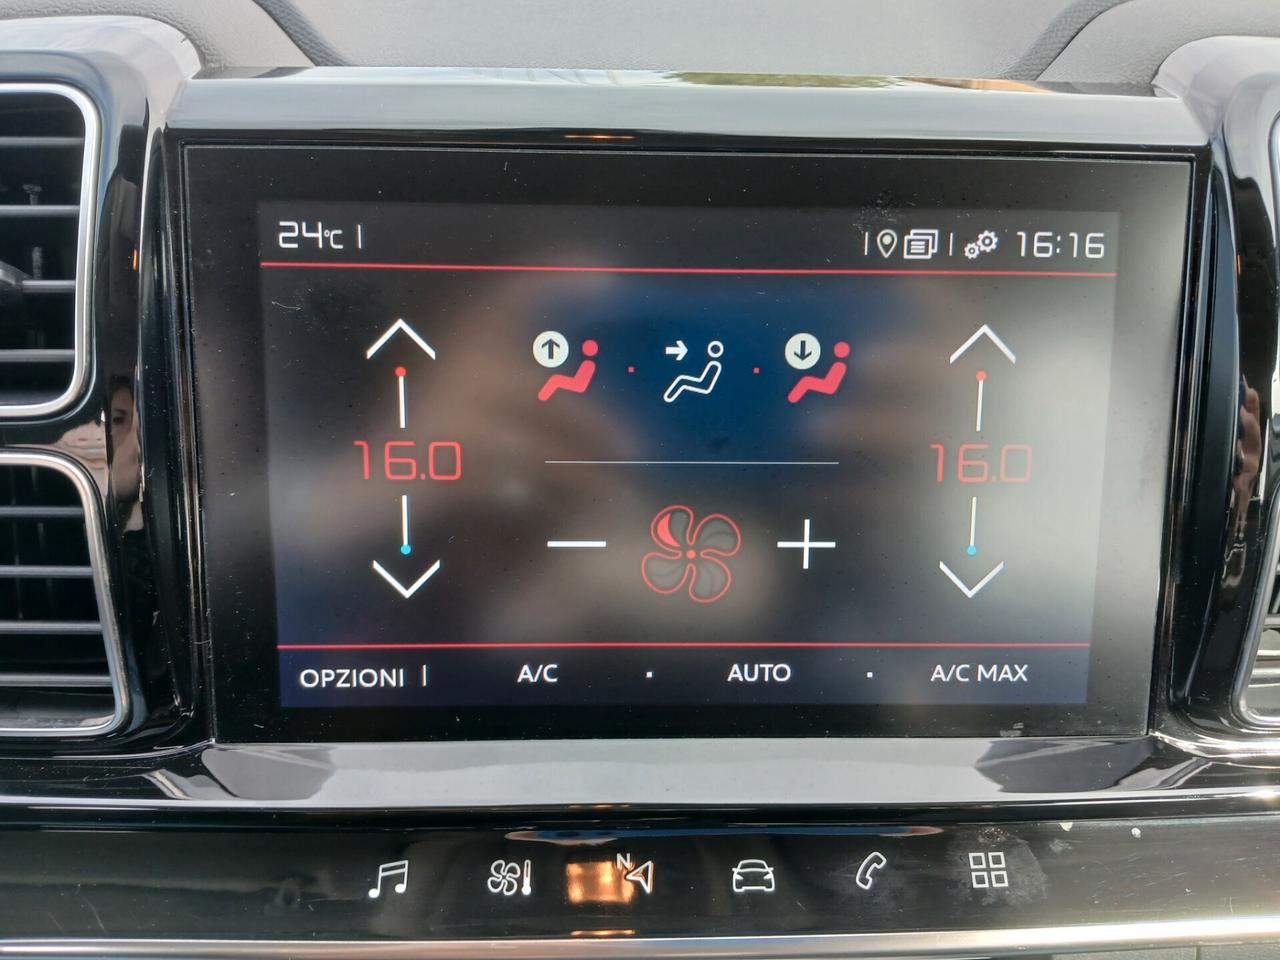 24°C 16:16
16.0 16.0
OPZIONI A/C AUTO A/C MAX
N